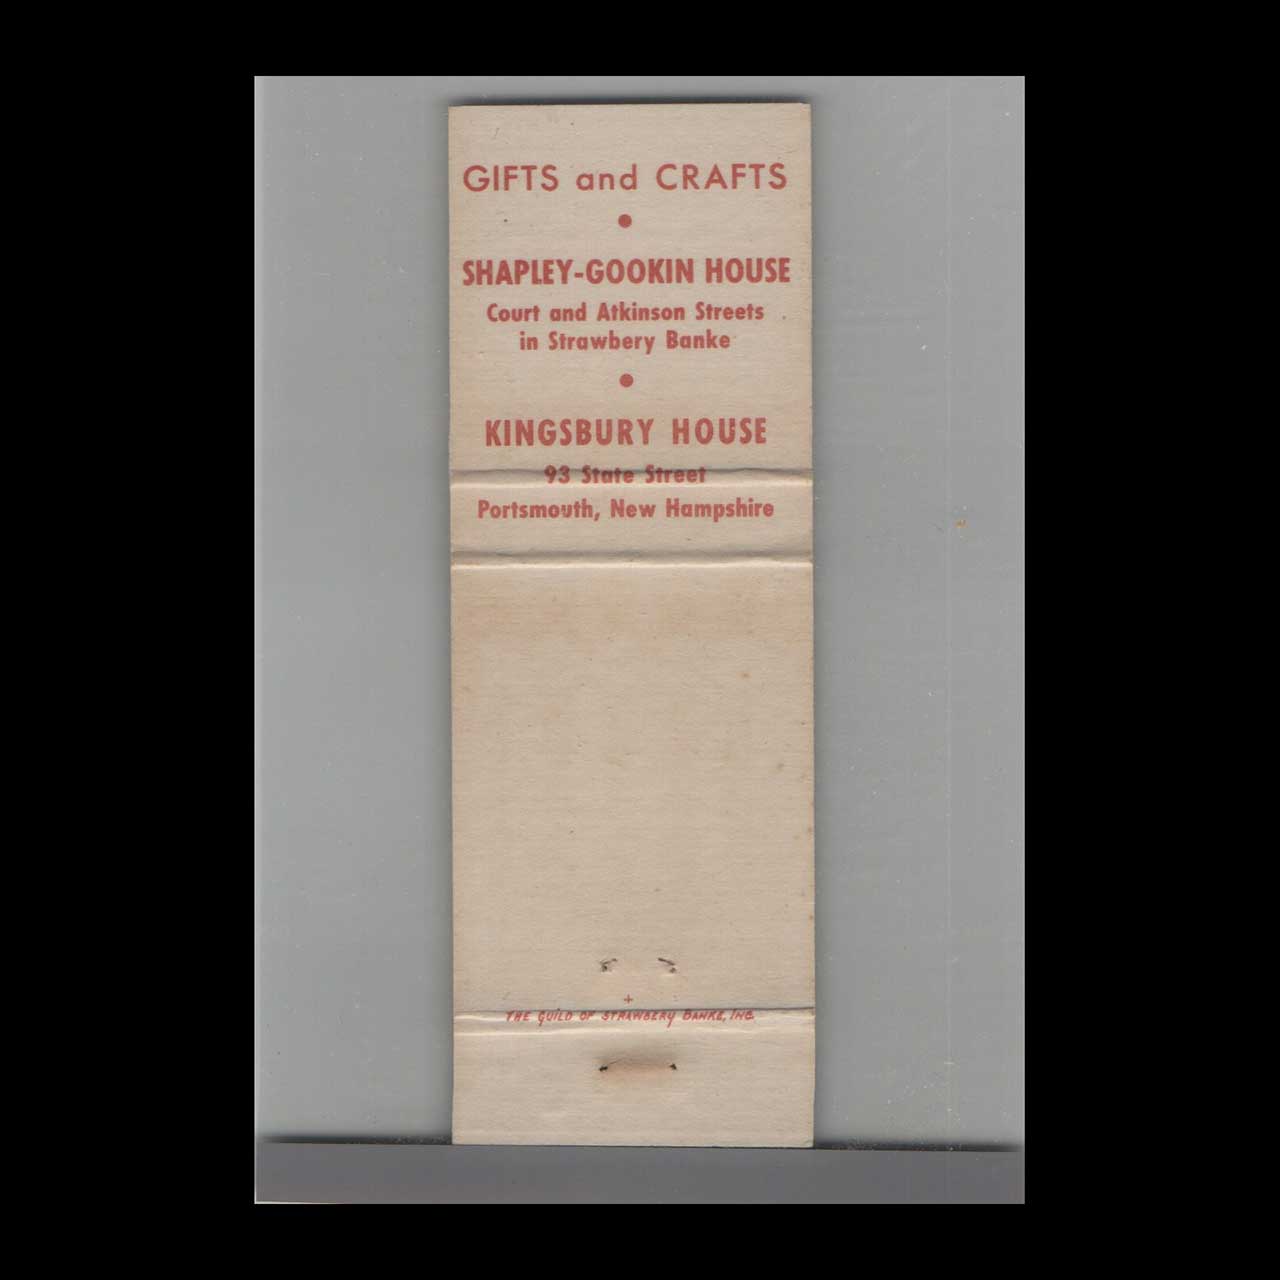 GIFTS and CRAFTS
SHAPLEY-GOOKIN HOUSE
Court and Atkinson Streets
in Strawbery Banke
KINGSBURY HOUSE
93 State Street
Portsmouth, New Hampshire
THE GUILD OF STRAWBERY BANKE, INC.